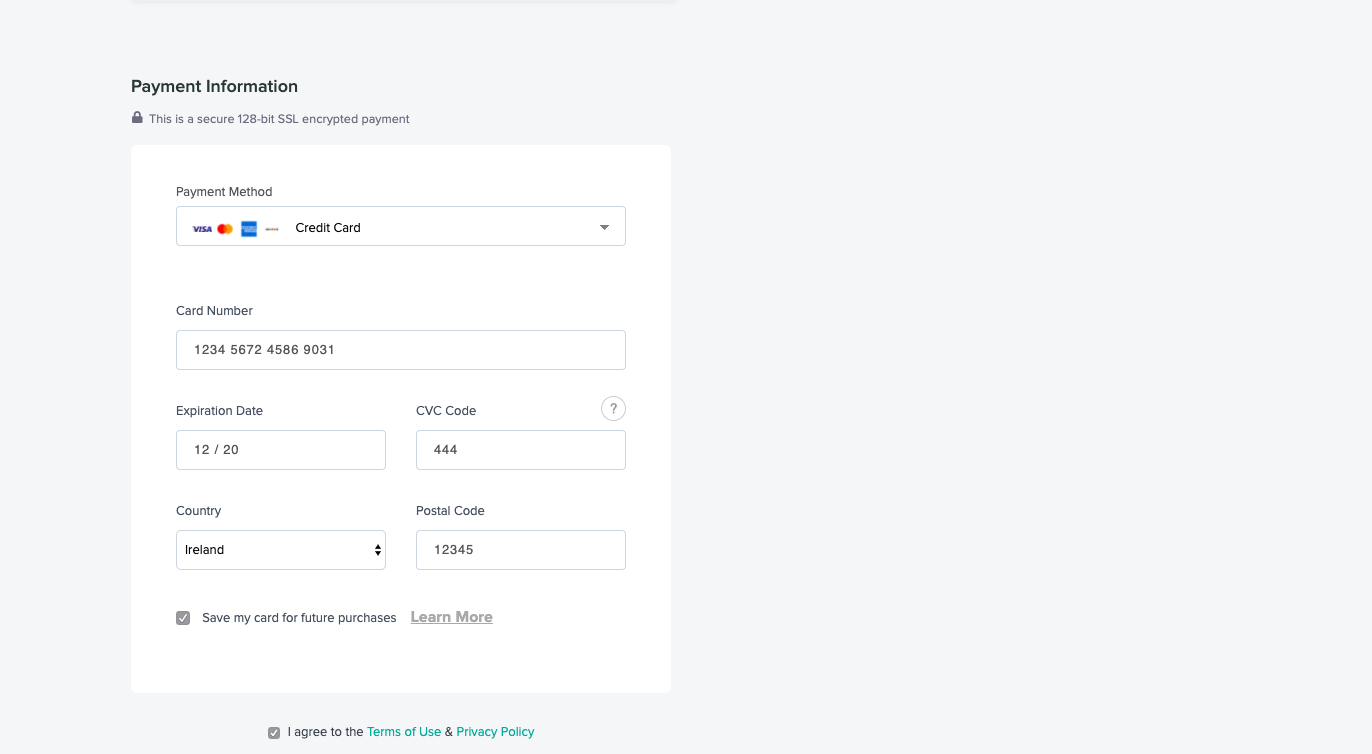 Payment Information
This is a secure 128-bit SSL encrypted payment
Payment Method
VISA Credit Card
Card Number
1234 5672 4586 9031
Expiration Date CVC Code ?
12 / 20 444
Country Postal Code
Ireland 12345
Save my card for future purchases Learn More
I agree to the Terms of Use & Privacy Policy